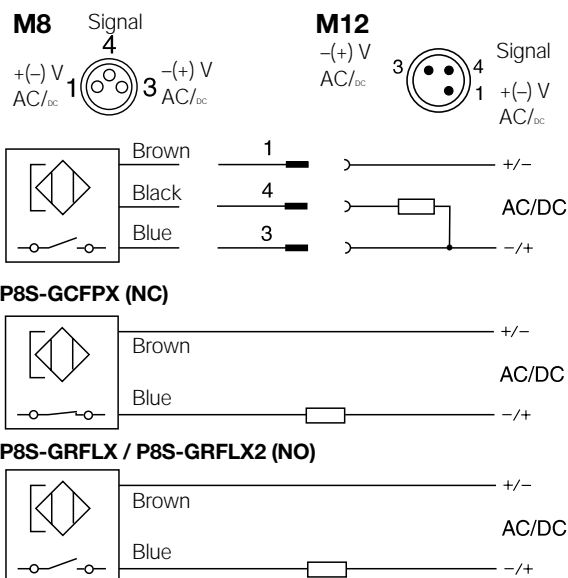 M8
Signal
4
+(–) V
AC/DC
1
3
–(+) V
AC/DC
M12
–(+) V
AC/DC
3
4
1
Signal
+(–) V
AC/DC
Brown 1 +/–
Black 4 AC/DC
Blue 3 –/+
P8S-GCFPX (NC)
+/–
Brown
AC/DC
Blue
–/+
P8S-GRFLX / P8S-GRFLX2 (NO)
+/–
Brown
AC/DC
Blue
–/+